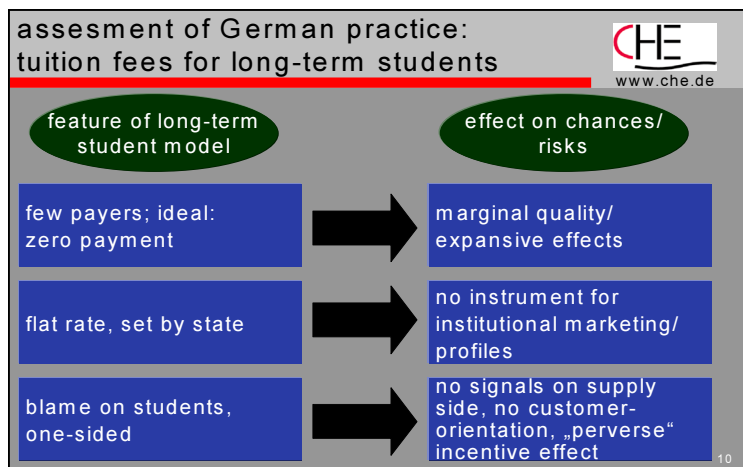 assesment of German practice:
tuition fees for long-term students
CHE
www.che.de
feature of long-term
student model
effect on chances/
risks
few payers; ideal:
zero payment
marginal quality/
expansive effects
flat rate, set by state
no instrument for
institutional marketing/
profiles
blame on students,
one-sided
no signals on supply
side, no customer-
orientation, „perverse“
incentive effect
10